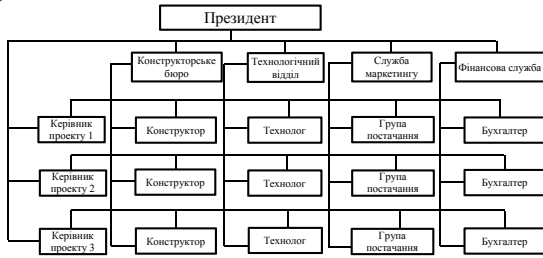 Президент
Конструкторське
бюро
Технологічний
відділ
Служба
маркетингу
Фінансова служба
Керівник
проекту 1
Конструктор
Технолог
Група
постачання
Бухгалтер
Керівник
проекту 2
Конструктор
Технолог
Група
постачання
Бухгалтер
Керівник
проекту 3
Конструктор
Технолог
Група
постачання
Бухгалтер